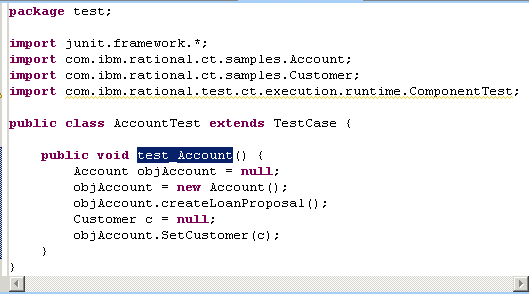 package test;
import junit.framework.*;
import com.ibm.rational.ct.samples.Account;
import com.ibm.rational.ct.samples.Customer;
import com.ibm.rational.test.ct.execution.runtime.ComponentTest;
public class AccountTest extends TestCase {
public void test_Account() {
Account objAccount = null;
objAccount = new Account();
objAccount.createLoanProposal();
Customer c = null;
objAccount.SetCustomer(c);
}
}